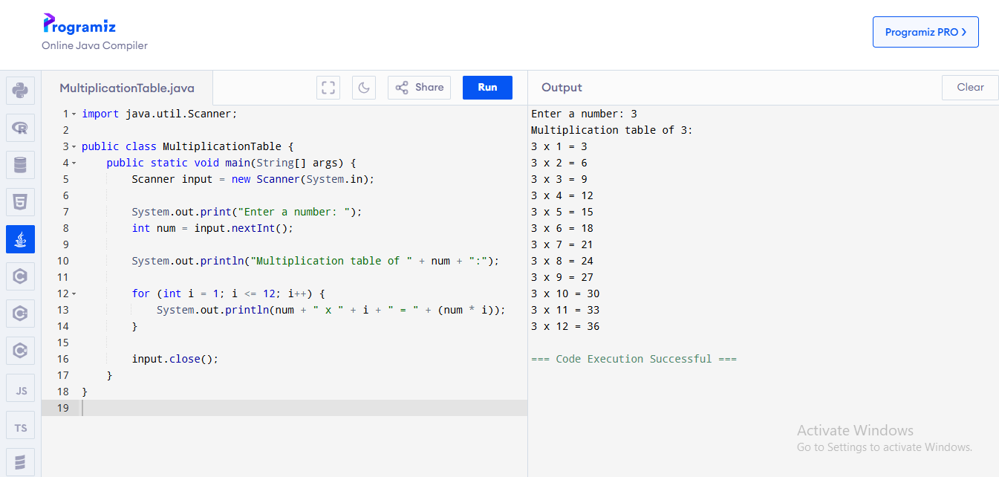 Programiz
Online Java Compiler
Programiz PRO >
MultiplicationTable.java
Share
Run
Output
Clear
1 import java.util.Scanner;
2
3 public class MultiplicationTable {
4     public static void main(String[] args) {
5         Scanner input = new Scanner(System.in);
6
7         System.out.print("Enter a number: ");
8         int num = input.nextInt();
9
10         System.out.println("Multiplication table of " + num + ":");
11
12         for (int i = 1; i <= 12; i++) {
13             System.out.println(num + " x " + i + " = " + (num * i));
14         }
15
16         input.close();
17     }
18 }
19
Enter a number: 3
Multiplication table of 3:
3 x 1 = 3
3 x 2 = 6
3 x 3 = 9
3 x 4 = 12
3 x 5 = 15
3 x 6 = 18
3 x 7 = 21
3 x 8 = 24
3 x 9 = 27
3 x 10 = 30
3 x 11 = 33
3 x 12 = 36
=== Code Execution Successful ===
JS
TS
Activate Windows
Go to Settings to activate Windows.